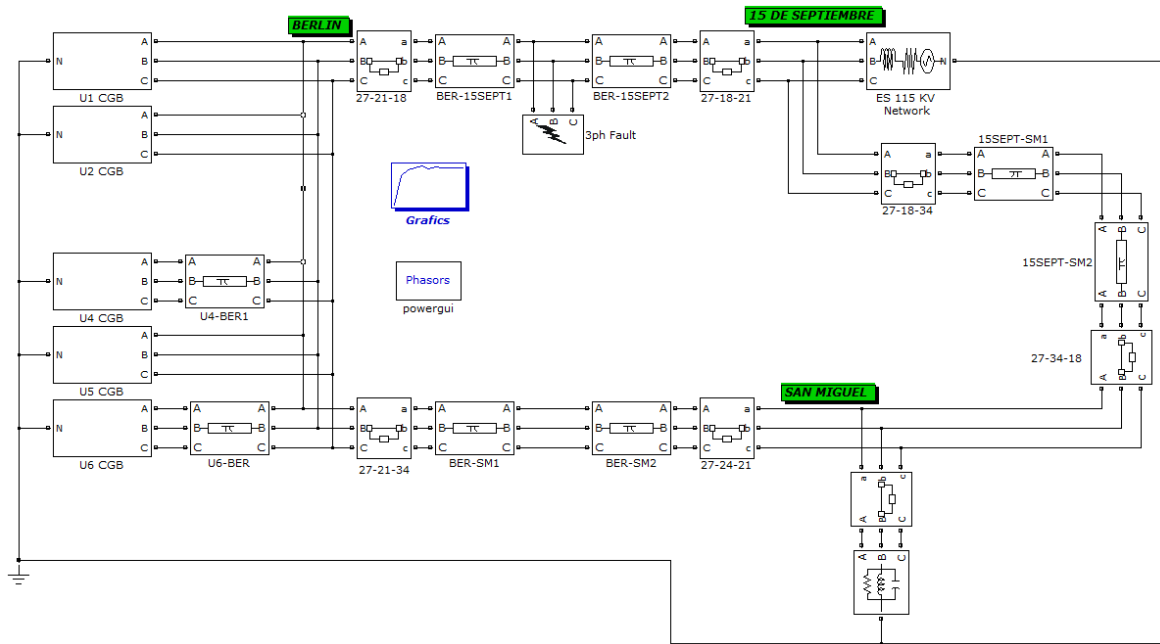 BERLIN
15 DE SEPTIEMBRE
N
A
B
C
U1 CGB
A
B
C
a
b
c
27-21-18
A
B
C
A
B
C
BER-15SEPT1
A
B
C
A
B
C
BER-15SEPT2
A
B
C
a
b
c
27-18-21
A
B
C
N
ES 115 KV
Network
N
A
B
C
U2 CGB
A
B
C
3ph Fault
Grafics
A
B
C
a
b
c
27-18-34
15SEPT-SM1
A
B
C
A
B
C
A
B
C
15SEPT-SM2
A
B
C
N
A
B
C
U4 CGB
A
B
C
A
B
C
U4-BER1
Phasors
powergui
N
A
B
C
U5 CGB
27-34-18
a
b
c
A
B
C
SAN MIGUEL
N
A
B
C
U6 CGB
A
B
C
A
B
C
U6-BER
A
B
C
a
b
c
27-21-34
A
B
C
A
B
C
BER-SM1
A
B
C
A
B
C
BER-SM2
A
B
C
a
b
c
27-24-21
a
b
c
A
B
C
A
B
C